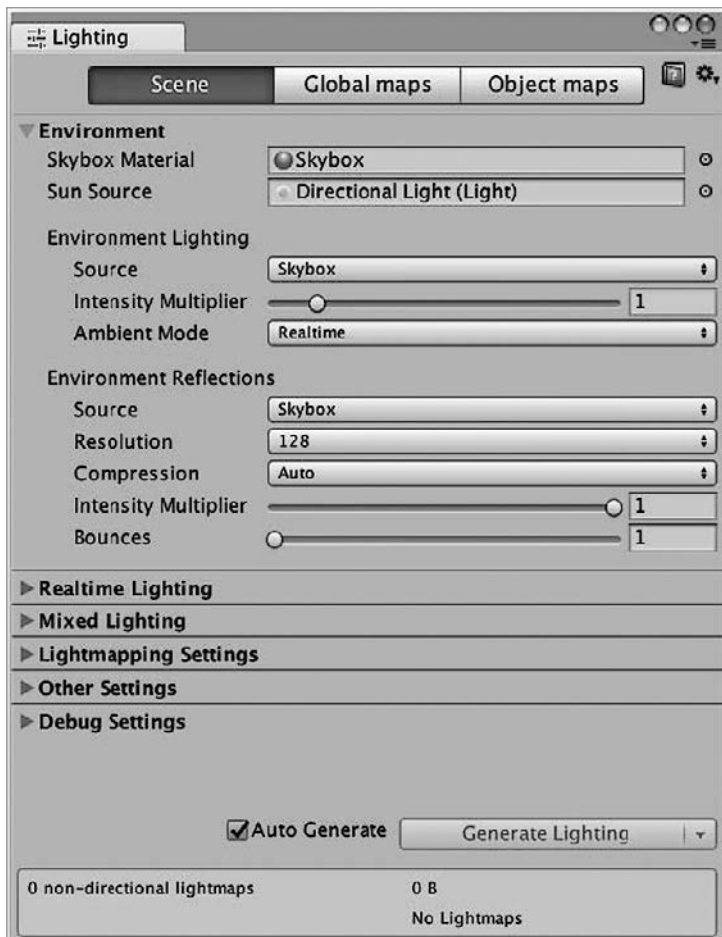 Lighting
Scene Global maps Object maps
Environment
Skybox Material Skybox
Sun Source Directional Light (Light)
Environment Lighting
Source Skybox
Intensity Multiplier 1
Ambient Mode Realtime
Environment Reflections
Source Skybox
Resolution 128
Compression Auto
Intensity Multiplier 1
Bounces 1
Realtime Lighting
Mixed Lighting
Lightmapping Settings
Other Settings
Debug Settings
Auto Generate Generate Lighting
0 non-directional lightmaps 0 B
No Lightmaps